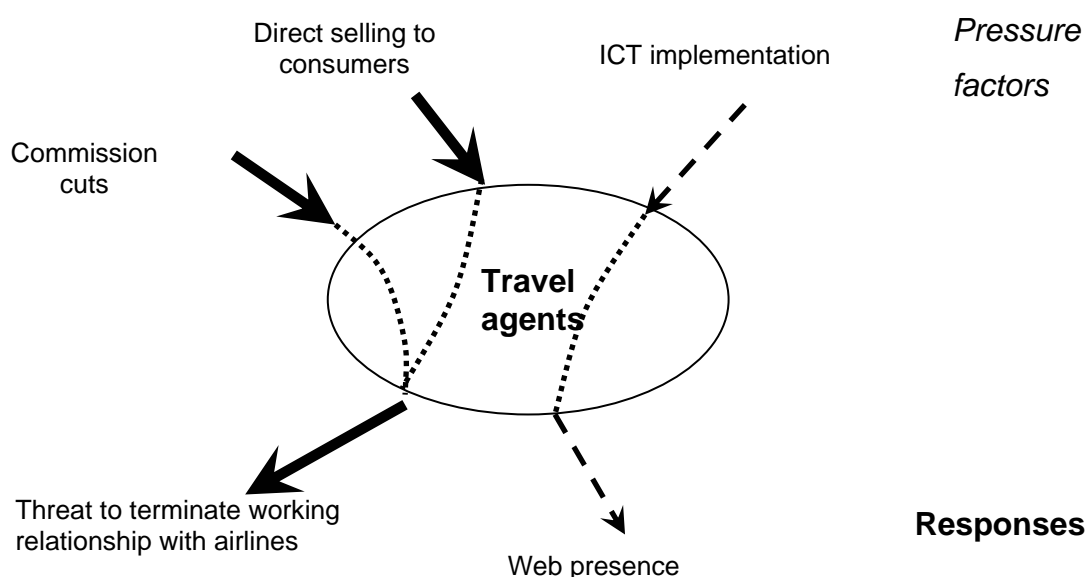 Direct selling to
consumers
ICT implementation
Pressure
factors
Commission
cuts
Travel
agents
Threat to terminate working
relationship with airlines
Responses
Web presence